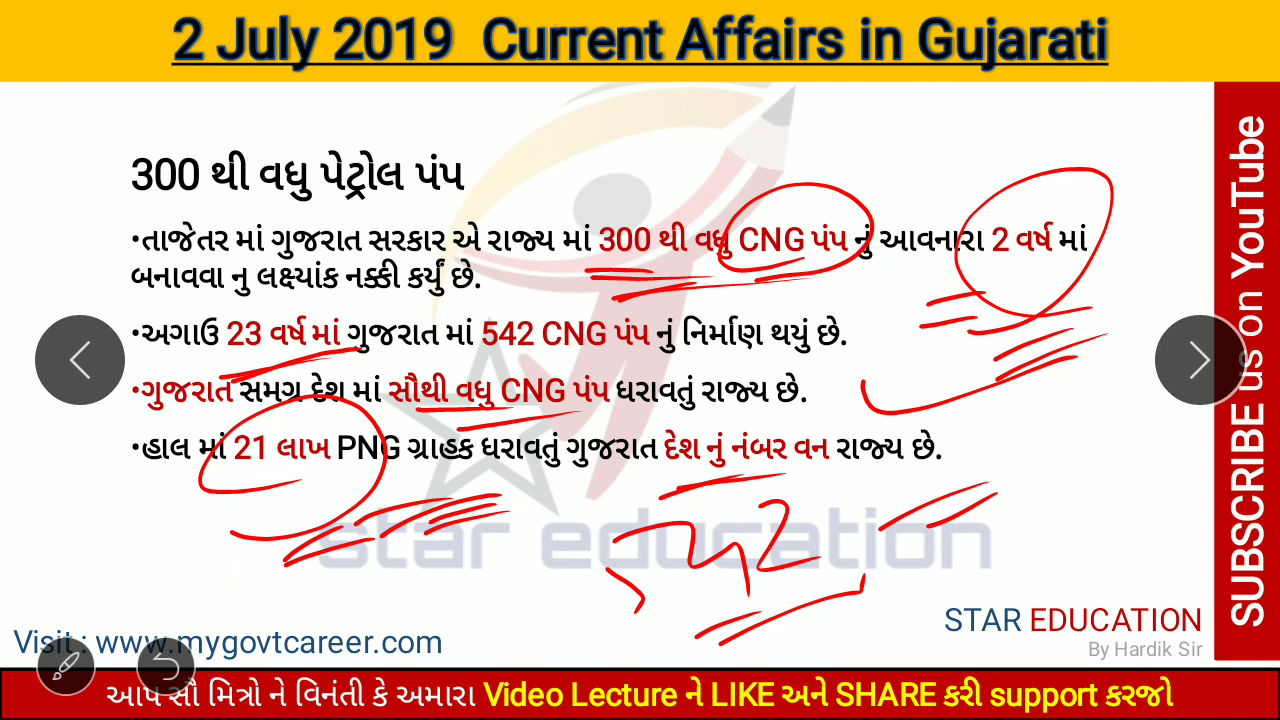 2 July 2019 Current Affairs in Gujarati
300 થી વધુ પેટ્રોલ પંપ
•તાજેતર માં ગુજરાત સરકાર એ રાજ્ય માં 300 થી વધુ CNG પંપ નું આવનારા 2 વર્ષ માં
બનાવવા નુ લક્ષ્યાંક નક્કી કર્યું છે.
•અગાઉ 23 વર્ષ માં ગુજરાત માં 542 CNG પંપ નું નિર્માણ થયું છે.
•ગુજરાત સમગ્ર દેશ માં સૌથી વધુ CNG પંપ ધરાવતું રાજ્ય છે.
•હાલ માં 21 લાખ PNG ગ્રાહક ધરાવતું ગુજરાત દેશ નું નંબર વન રાજ્ય છે.
star education
STAR EDUCATION
By Hardik Sir
Visit : www.mygovtcareer.com
આપ સૌ મિત્રો ને વિનંતી કે અમારા Video Lecture ને LIKE અને SHARE કરી support કરજો
SUBSCRIBE us on YouTube